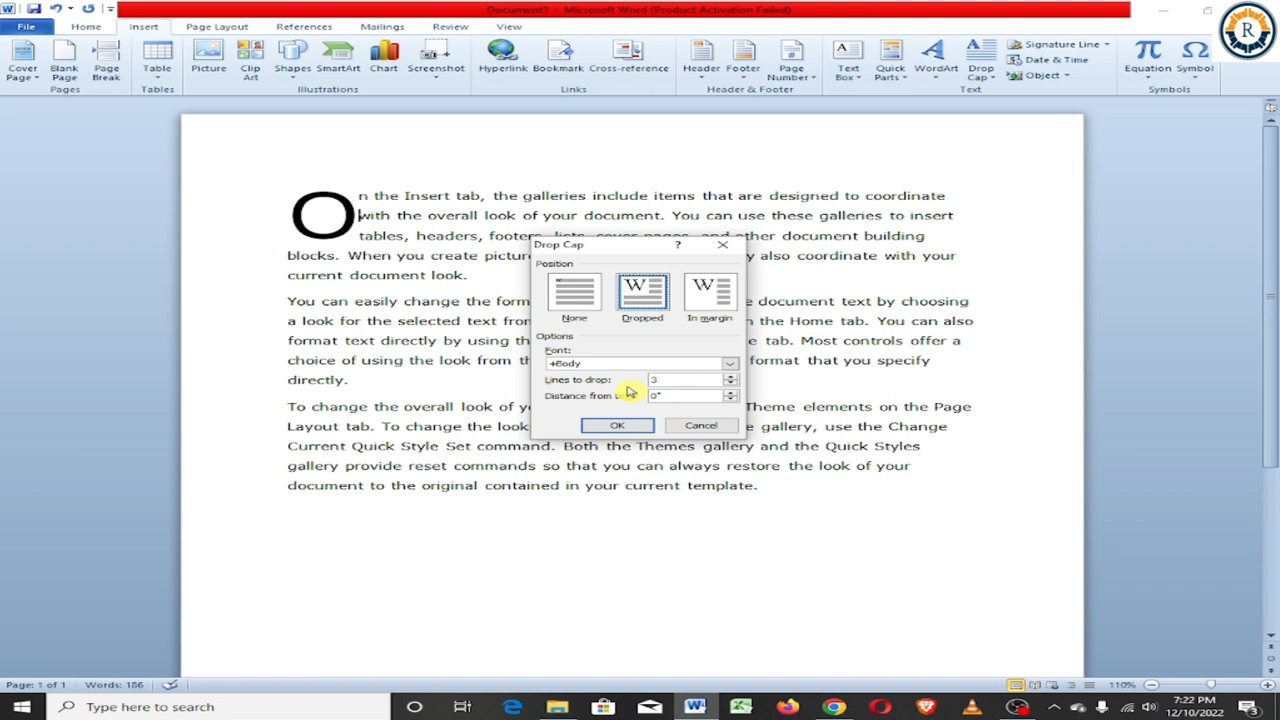 Document7 - Microsoft Word (Product Activation Failed)
File Home Insert Page Layout References Mailings Review View
Cover Page Blank Page Page Break Table Picture Clip Art Shapes SmartArt Chart Screenshot Hyperlink Bookmark Cross-reference Header Footer Page Number Text Box Quick Parts WordArt Drop Cap Signature Line Date & Time Object Equation Symbol
Pages Tables Illustrations Links Header & Footer Text Symbols
R
On the Insert tab, the galleries include items that are designed to coordinate
with the overall look of your document. You can use these galleries to insert
tables, headers, footers, lists, cover pages, and other document building
blocks. When you create pictur also coordinate with your
current document look.
You can easily change the form document text by choosing
a look for the selected text from the Home tab. You can also
format text directly by using the tab. Most controls offer a
choice of using the look from format that you specify
directly.
To change the overall look of Theme elements on the Page
Layout tab. To change the look gallery, use the Change
Current Quick Style Set command. Both the Themes gallery and the Quick Styles
gallery provide reset commands so that you can always restore the look of your
document to the original contained in your current template.
Drop Cap ?
Position
None Dropped In margin
Options
Font:
+Body
Lines to drop: 3
Distance from 0"
OK Cancel
Page: 1 of 1 Words: 186 110%
Type here to search
7:22 PM
12/10/2022
3